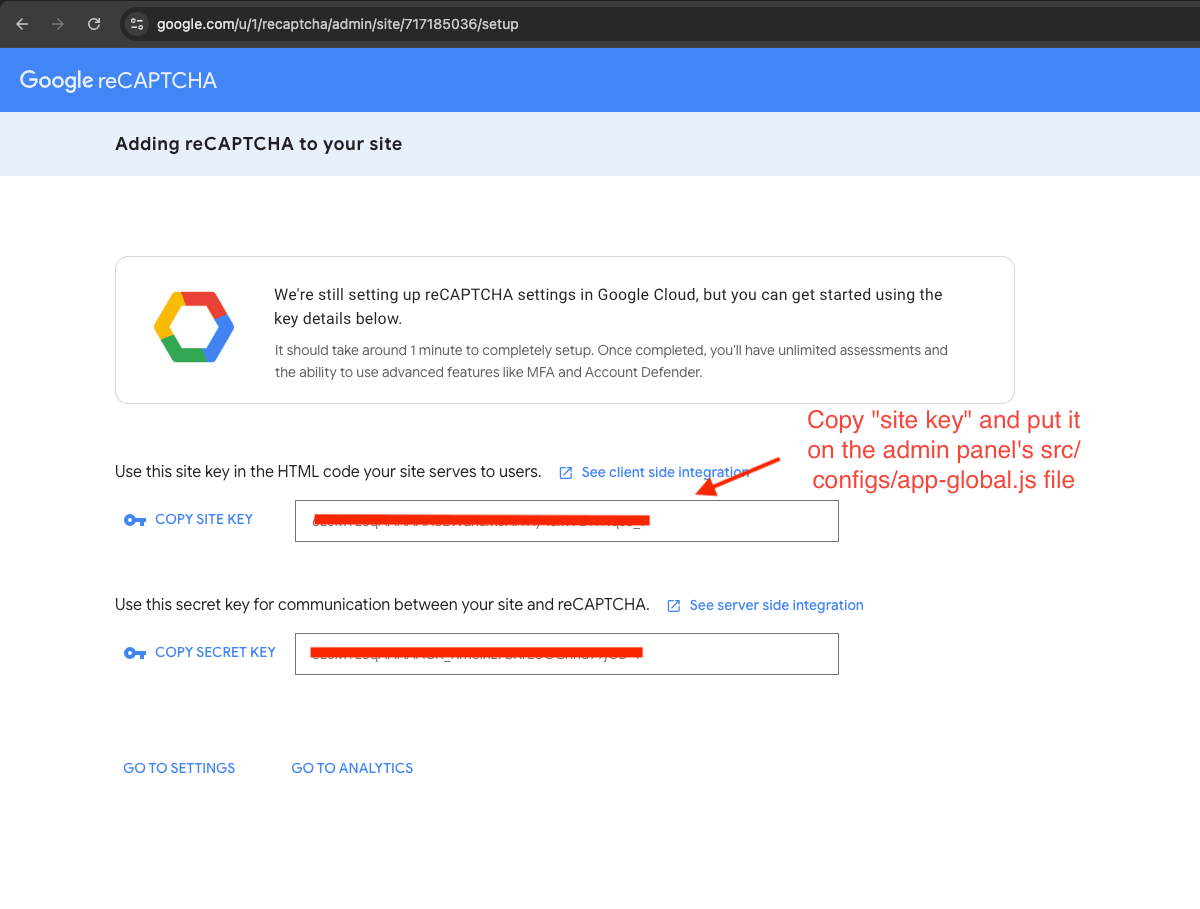 google.com/u/1/recaptcha/admin/site/717185036/setup
Google reCAPTCHA
Adding reCAPTCHA to your site
We're still setting up reCAPTCHA settings in Google Cloud, but you can get started using the
key details below.
It should take around 1 minute to completely setup. Once completed, you'll have unlimited assessments and
the ability to use advanced features like MFA and Account Defender.
Copy "site key" and put it
on the admin panel's src/
configs/app-global.js file
Use this site key in the HTML code your site serves to users. See client side integration
COPY SITE KEY
Use this secret key for communication between your site and reCAPTCHA. See server side integration
COPY SECRET KEY
GO TO SETTINGS GO TO ANALYTICS